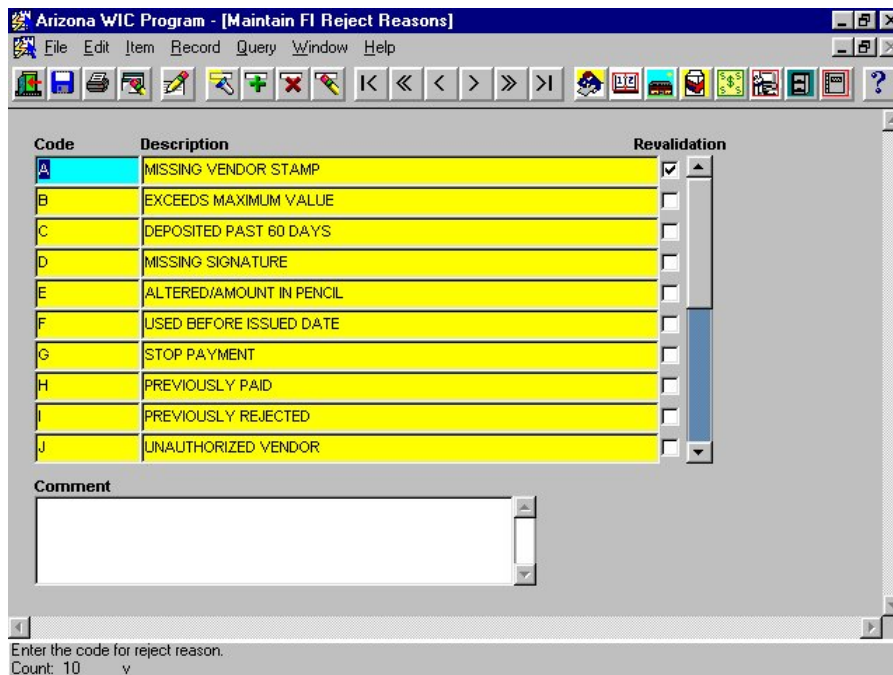 Arizona WIC Program - [Maintain FI Reject Reasons]
File Edit Item Record Query Window Help
Code Description Revalidation
A MISSING VENDOR STAMP
B EXCEEDS MAXIMUM VALUE
C DEPOSITED PAST 60 DAYS
D MISSING SIGNATURE
E ALTERED/AMOUNT IN PENCIL
F USED BEFORE ISSUED DATE
G STOP PAYMENT
H PREVIOUSLY PAID
I PREVIOUSLY REJECTED
J UNAUTHORIZED VENDOR
Comment
Enter the code for reject reason.
Count: 10 v